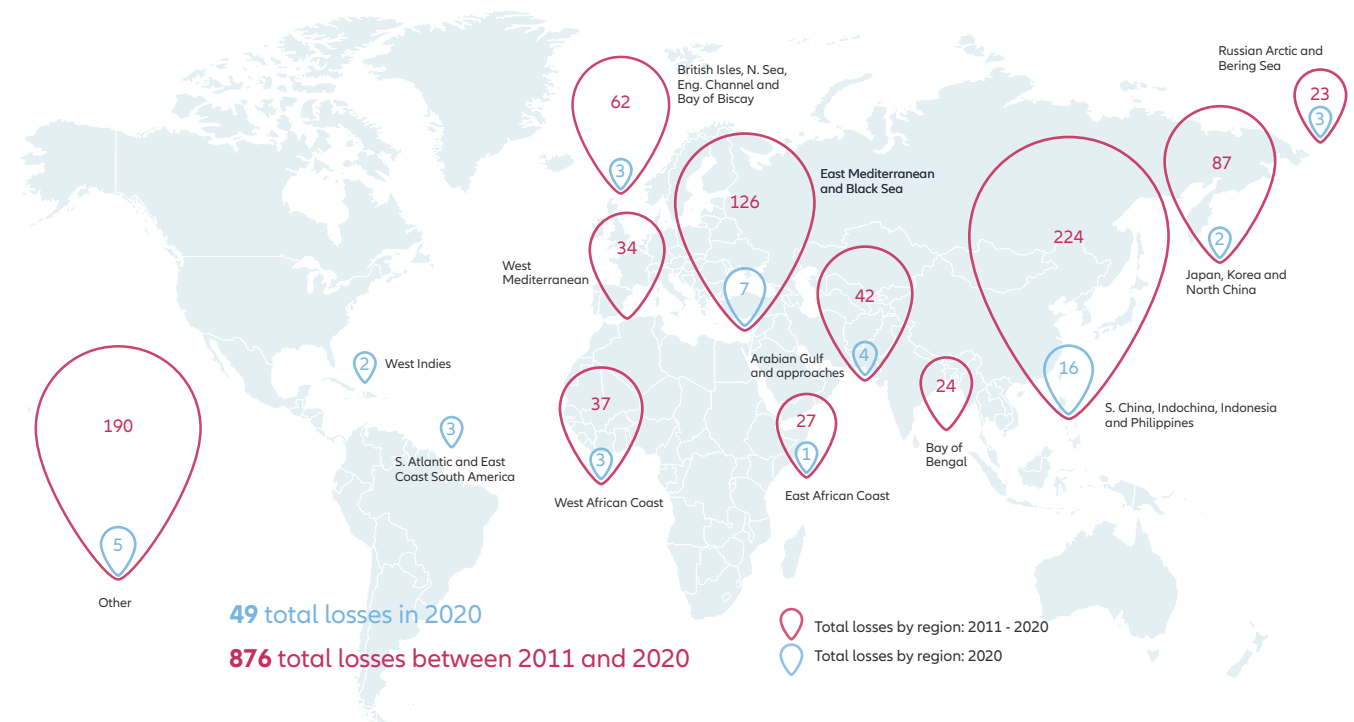 Russian Arctic and
Bering Sea
23
3
British Isles, N. Sea,
Eng. Channel and
Bay of Biscay
62
3
87
2
Japan, Korea and
North China
East Mediterranean
and Black Sea
126
7
224
16
S. China, Indochina, Indonesia
and Philippines
34
West
Mediterranean
42
4
Arabian Gulf
and approaches
2
West Indies
24
Bay of
Bengal
37
3
West African Coast
27
1
East African Coast
190
5
Other
3
S. Atlantic and East
Coast South America
49 total losses in 2020
876 total losses between 2011 and 2020
Total losses by region: 2011 - 2020
Total losses by region: 2020